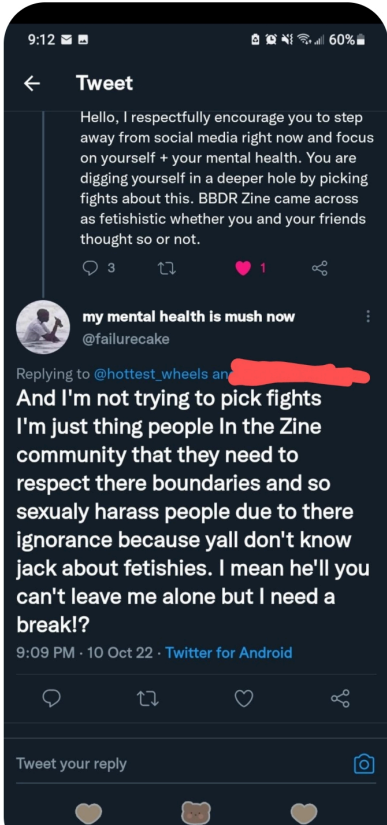 9:12 60%
Tweet
Hello, I respectfully encourage you to step
away from social media right now and focus
on yourself + your mental health. You are
digging yourself in a deeper hole by picking
fights about this. BBDR Zine came across
as fetishistic whether you and your friends
thought so or not.
3 1
my mental health is mush now
@failurecake
Replying to @hottest_wheels an
And I'm not trying to pick fights
I'm just thing people In the Zine
community that they need to
respect there boundaries and so
sexualy harass people due to there
ignorance because yall don't know
jack about fetishies. I mean he'll you
can't leave me alone but I need a
break!?
9:09 PM · 10 Oct 22 · Twitter for Android
Tweet your reply